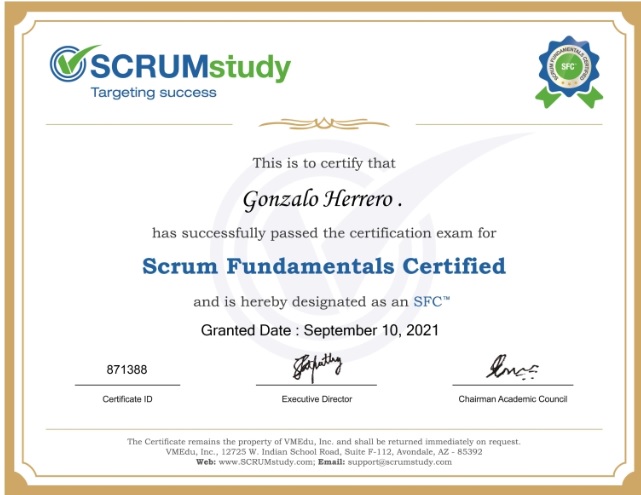 SCRUMstudy
Targeting success
SCRUM FUNDAMENTALS CERTIFIED
SFC
This is to certify that
Gonzalo Herrero .
has successfully passed the certification exam for
Scrum Fundamentals Certified
and is hereby designated as an SFC™
Granted Date : September 10, 2021
871388
Certificate ID
Executive Director
Chairman Academic Council
The Certificate remains the property of VMEdu, Inc. and shall be returned immediately on request.
VMEdu, Inc., 12725 W. Indian School Road, Suite F-112, Avondale, AZ - 85392
Web: www.SCRUMstudy.com; Email: support@scrumstudy.com